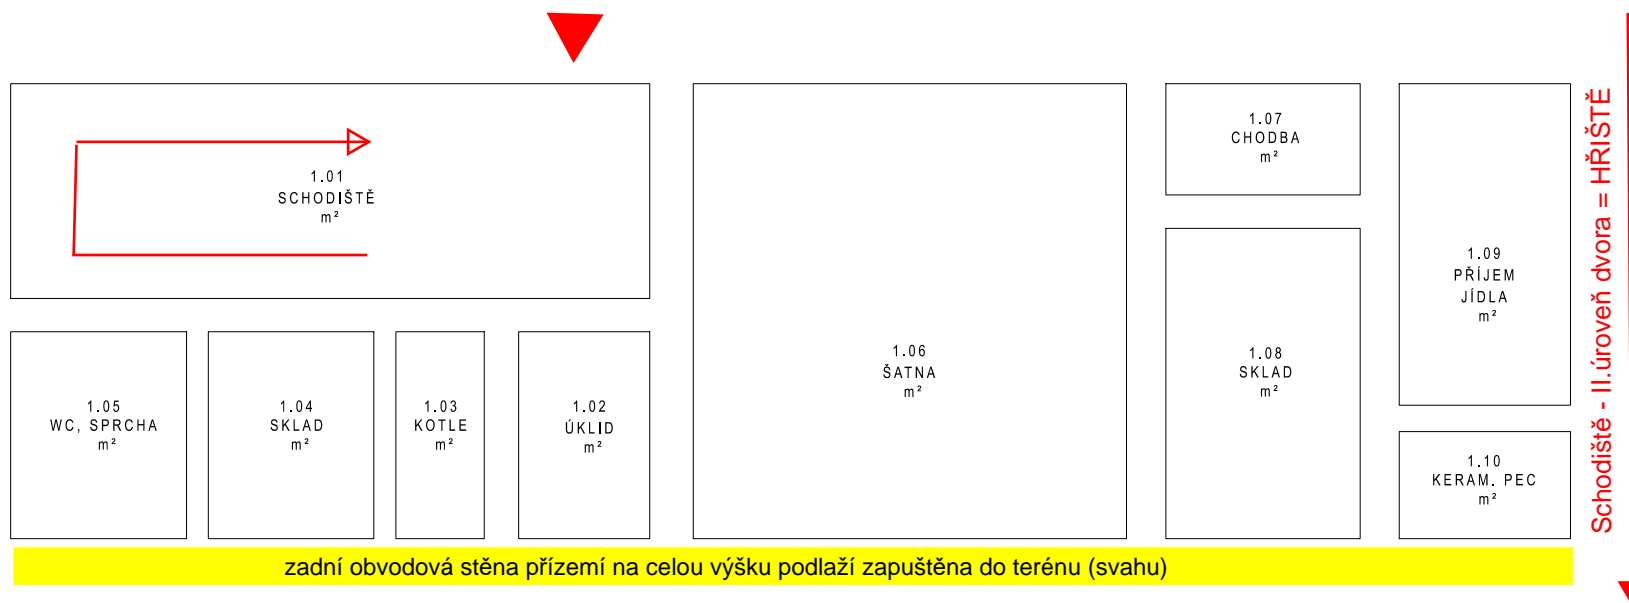 1.01
SCHODIŠTĚ
m²
1.05
WC, SPRCHA
m²
1.04
SKLAD
m²
1.03
KOTLE
m²
1.02
ÚKLID
m²
1.06
ŠATNA
m²
1.07
CHODBA
m²
1.08
SKLAD
m²
1.09
PŘÍJEM
JÍDLA
m²
1.10
KERAM. PEC
m²
Schodiště - II.úroveň dvora = HŘIŠTĚ
zadní obvodová stěna přízemí na celou výšku podlaží zapuštěna do terénu (svahu)